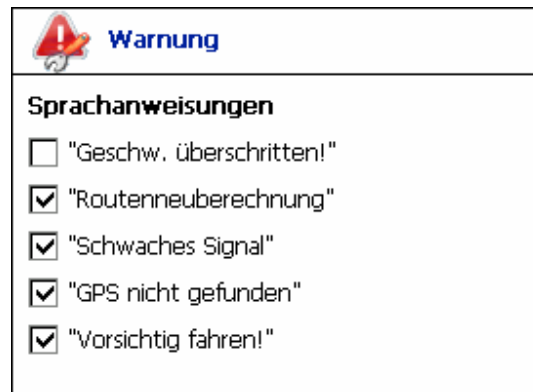 Warnung
Sprachanweisungen
"Geschw. überschritten!"
"Routenneuberechnung"
"Schwaches Signal"
"GPS nicht gefunden"
"Vorsichtig fahren!"